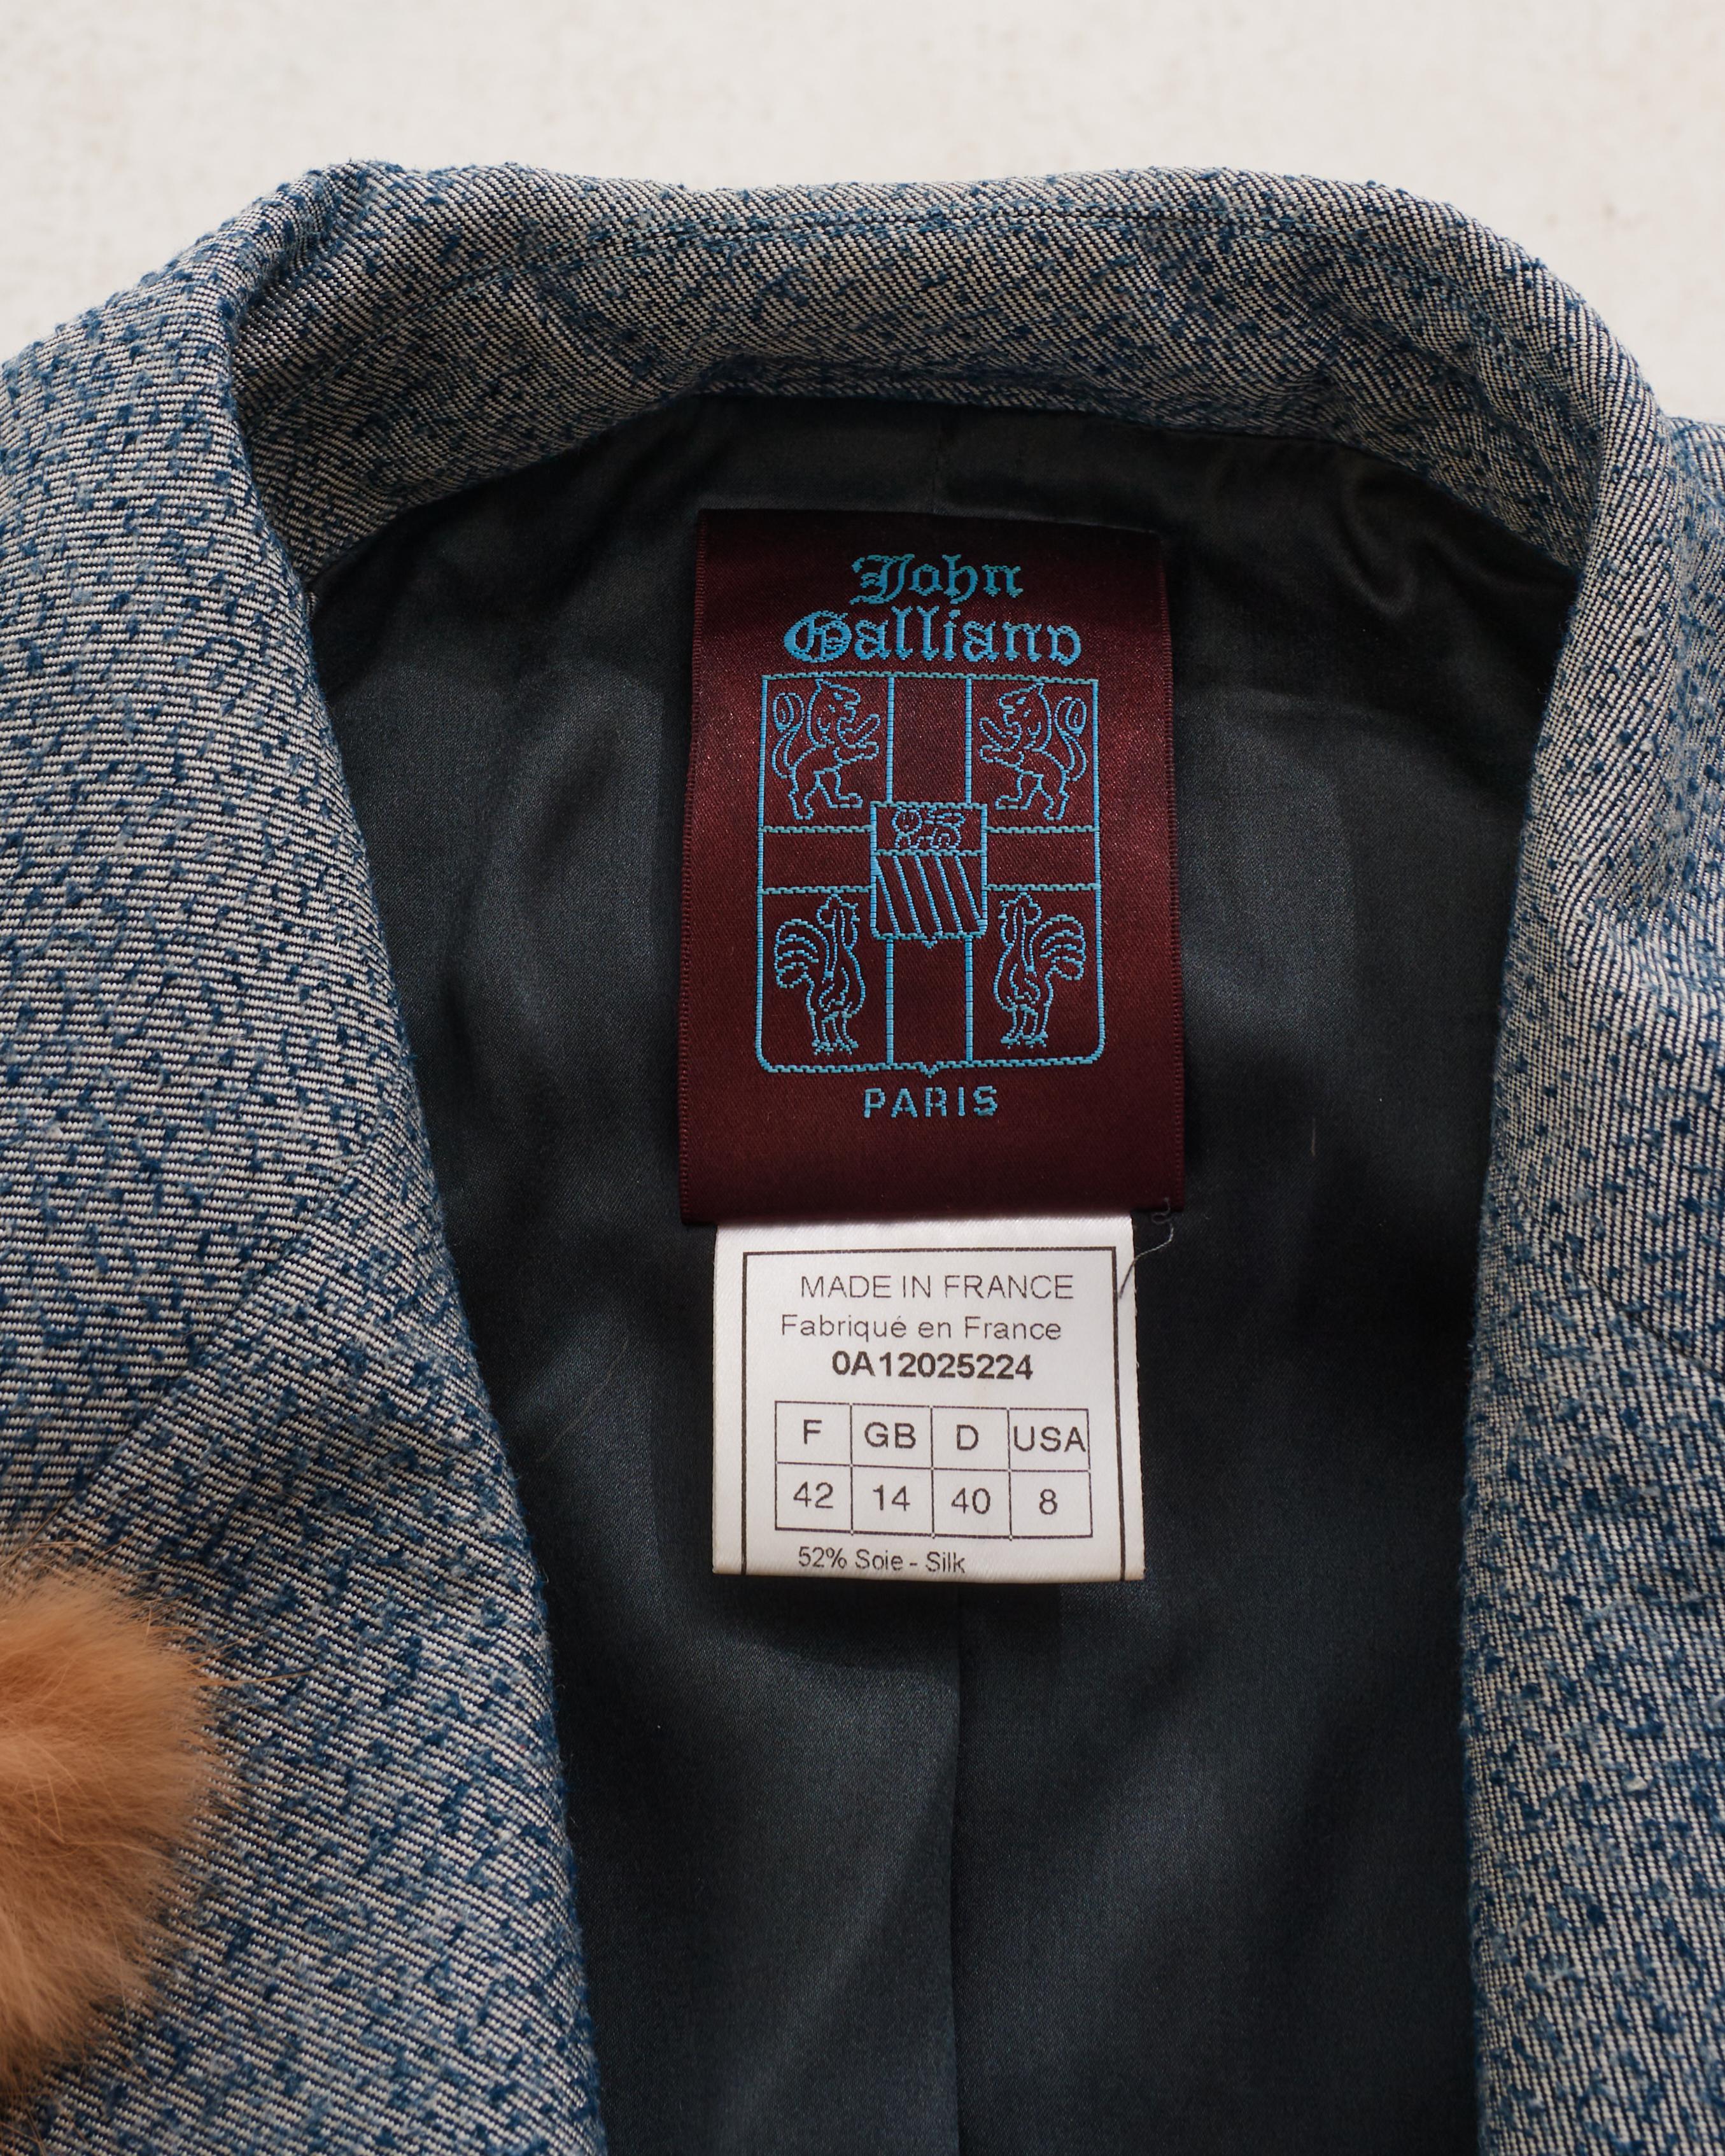 John
Galliano
PARIS
MADE IN FRANCE
Fabriqué en France
0A12025224
F GB D USA
42 14 40 8
52% Soie - Silk